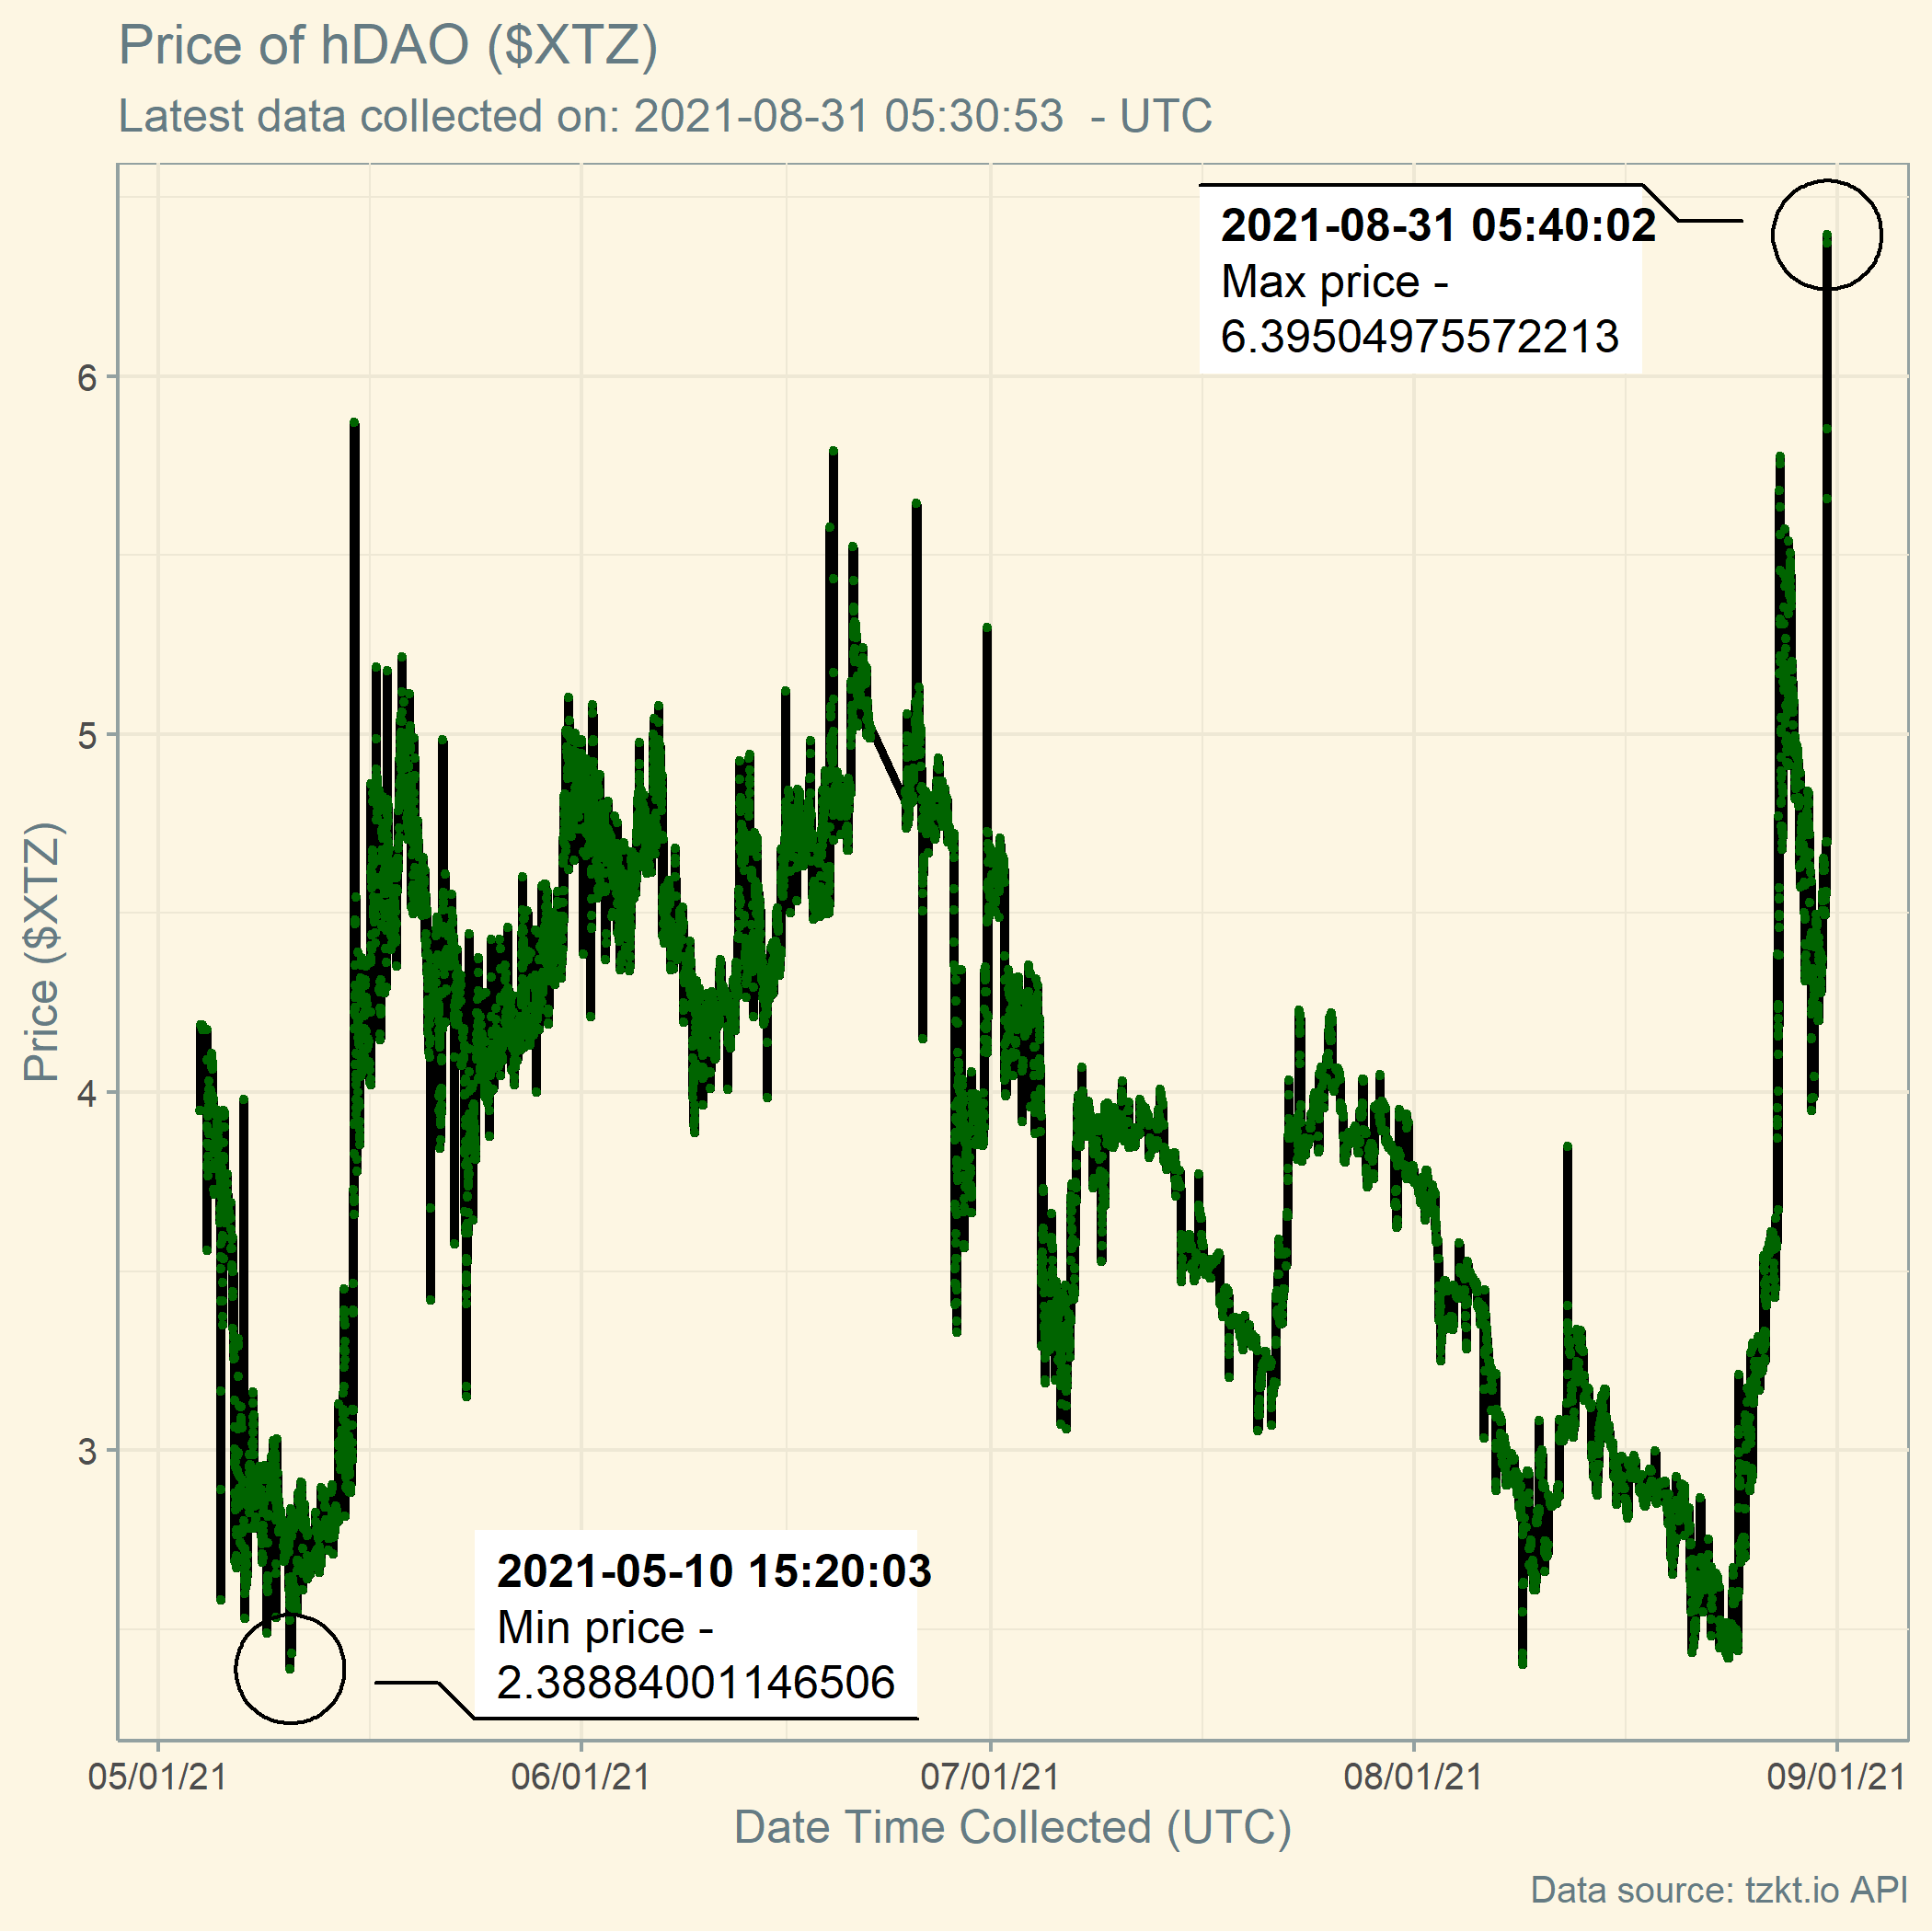 Price of hDAO ($XTZ)
Latest data collected on: 2021-08-31 05:30:53  - UTC
2021-08-31 05:40:02
Max price -
6.39504975572213
6
5
4
3
Price ($XTZ)
2021-05-10 15:20:03
Min price -
2.38884001146506
05/01/21 06/01/21 07/01/21 08/01/21 09/01/21
Date Time Collected (UTC)
Data source: tzkt.io API